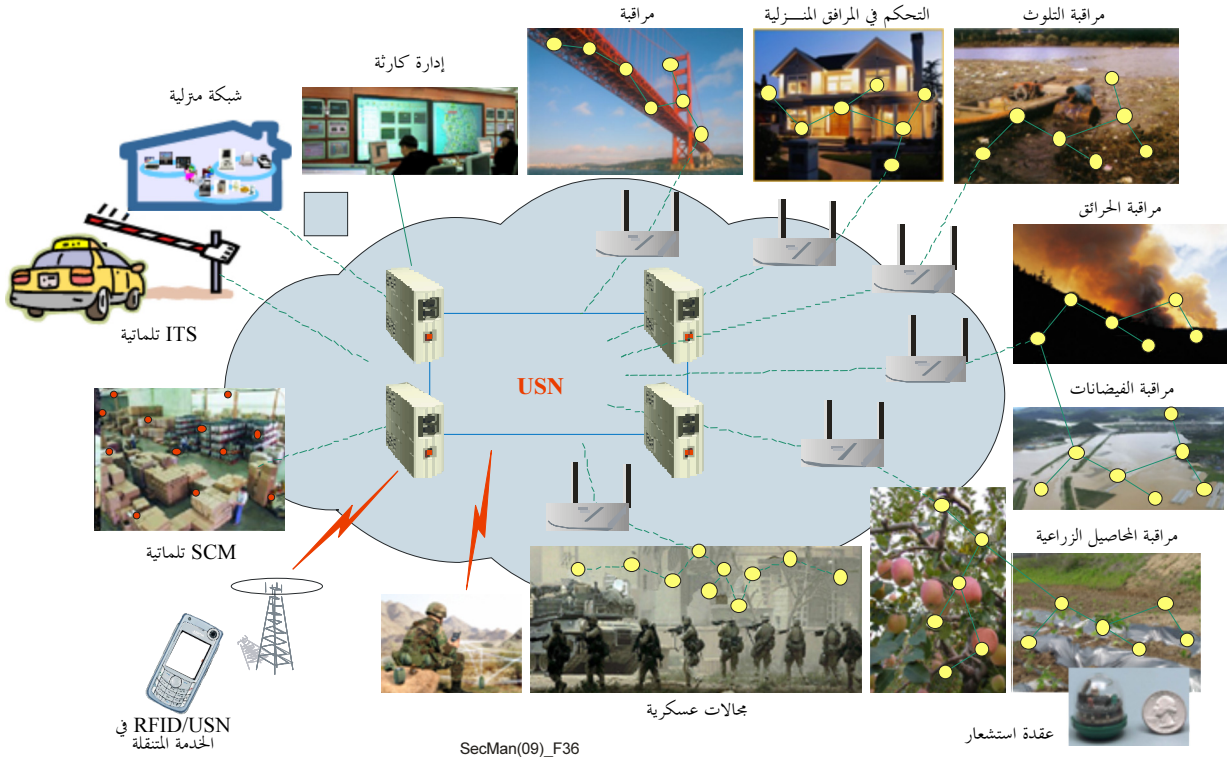 مراقبة
التحكم في المرافق المنـــزلية
مراقبة التلوث
إدارة كارثة
شبكة منزلية
مراقبة الحرائق
ITS تلماتية
USN
مراقبة الفيضانات
SCM تلماتية
مراقبة المحاصيل الزراعية
مجالات عسكرية
RFID/USN في
الخدمة المتنقلة
عقدة استشعار
SecMan(09)_F36